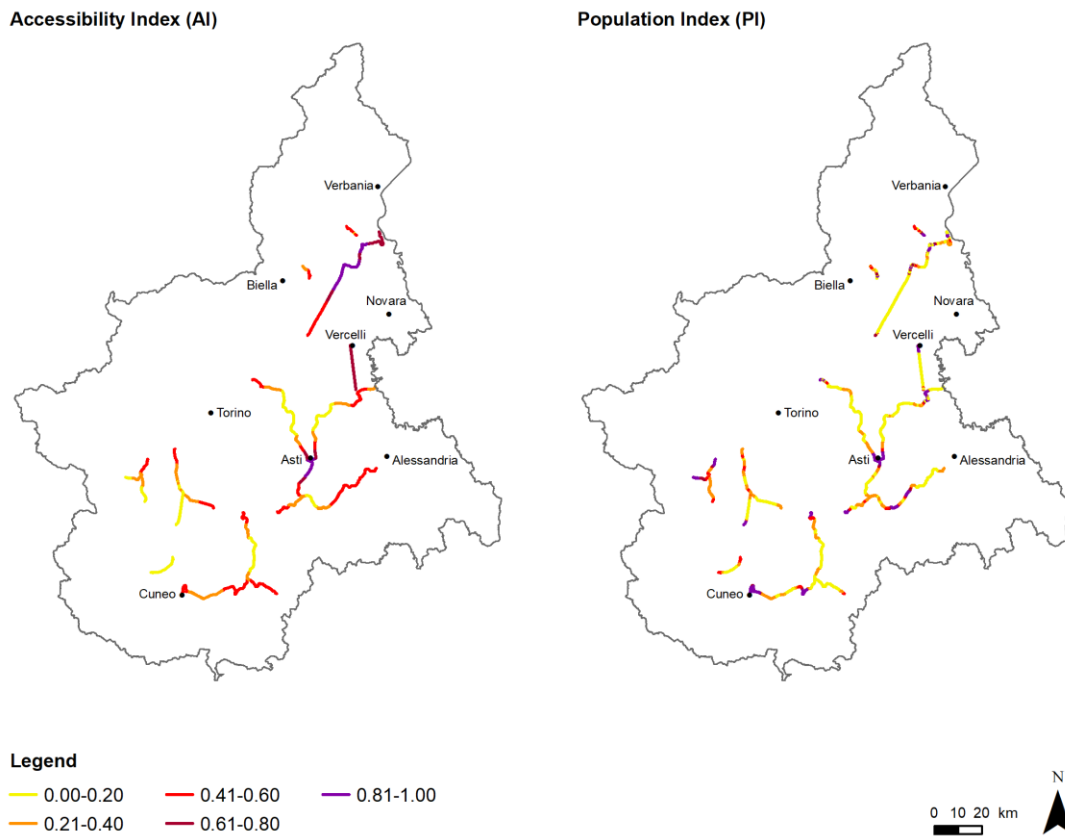 Accessibility Index (AI)
Population Index (PI)
Verbania
Biella
Novara
Vercelli
Torino
Asti
Alessandria
Cuneo
Verbania
Biella
Novara
Vercelli
Torino
Asti
Alessandria
Cuneo
Legend
0.00-0.20 0.41-0.60 0.81-1.00
0.21-0.40 0.61-0.80
N
0 10 20 km